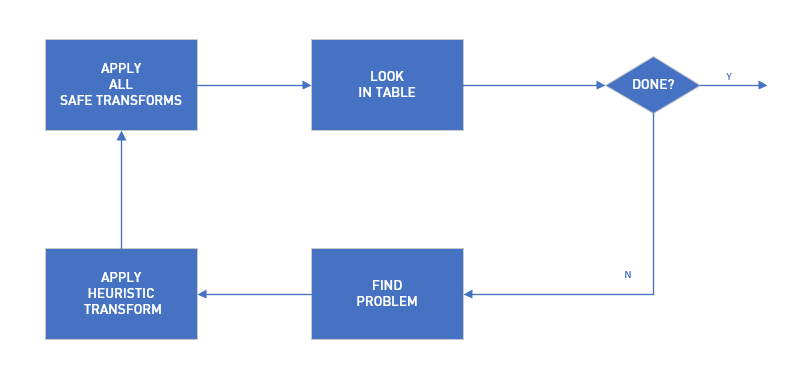 APPLY
ALL
SAFE TRANSFORMS
LOOK
IN TABLE
DONE?
Y
N
FIND
PROBLEM
APPLY
HEURISTIC
TRANSFORM